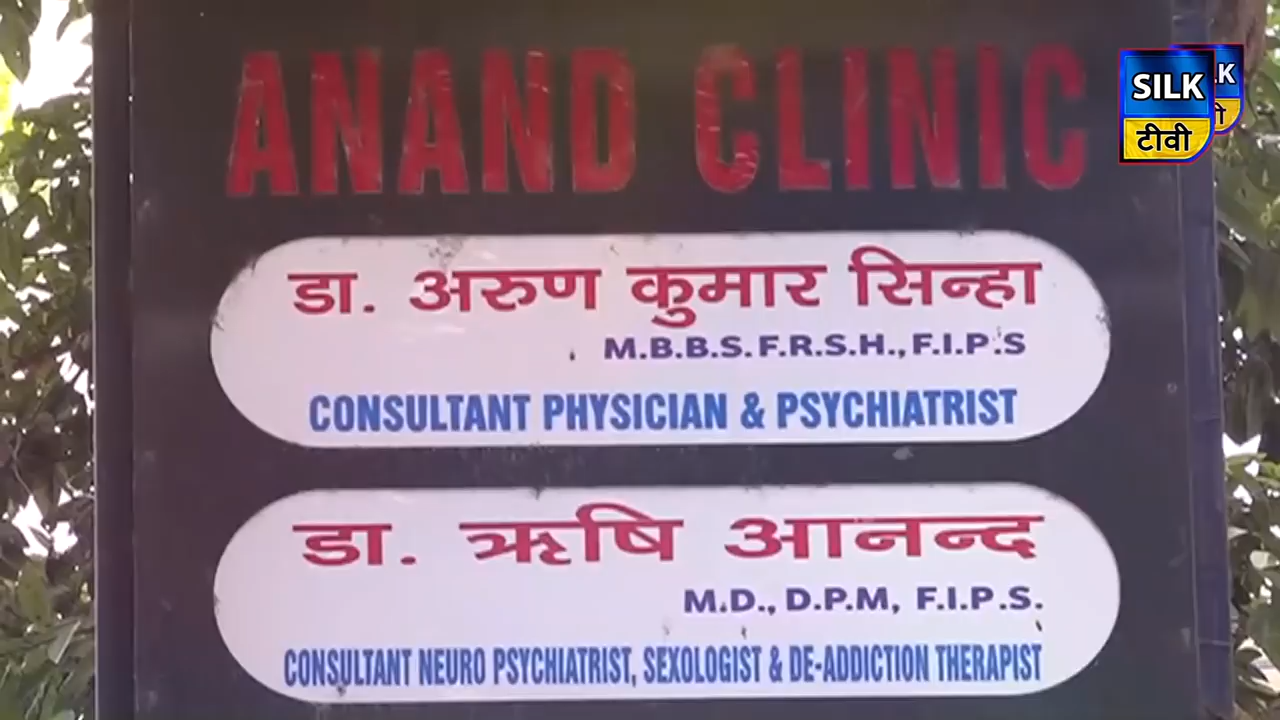 ANAND CLINIC
SILK
टीवी
डा. अरुण कुमार सिन्हा
M.B.B.S. F.R.S.H., F.I.P.S
CONSULTANT PHYSICIAN & PSYCHIATRIST
डा. ऋषि आनन्द
M.D., D.P.M, F.I.P.S.
CONSULTANT NEURO PSYCHIATRIST, SEXOLOGIST & DE-ADDICTION THERAPIST